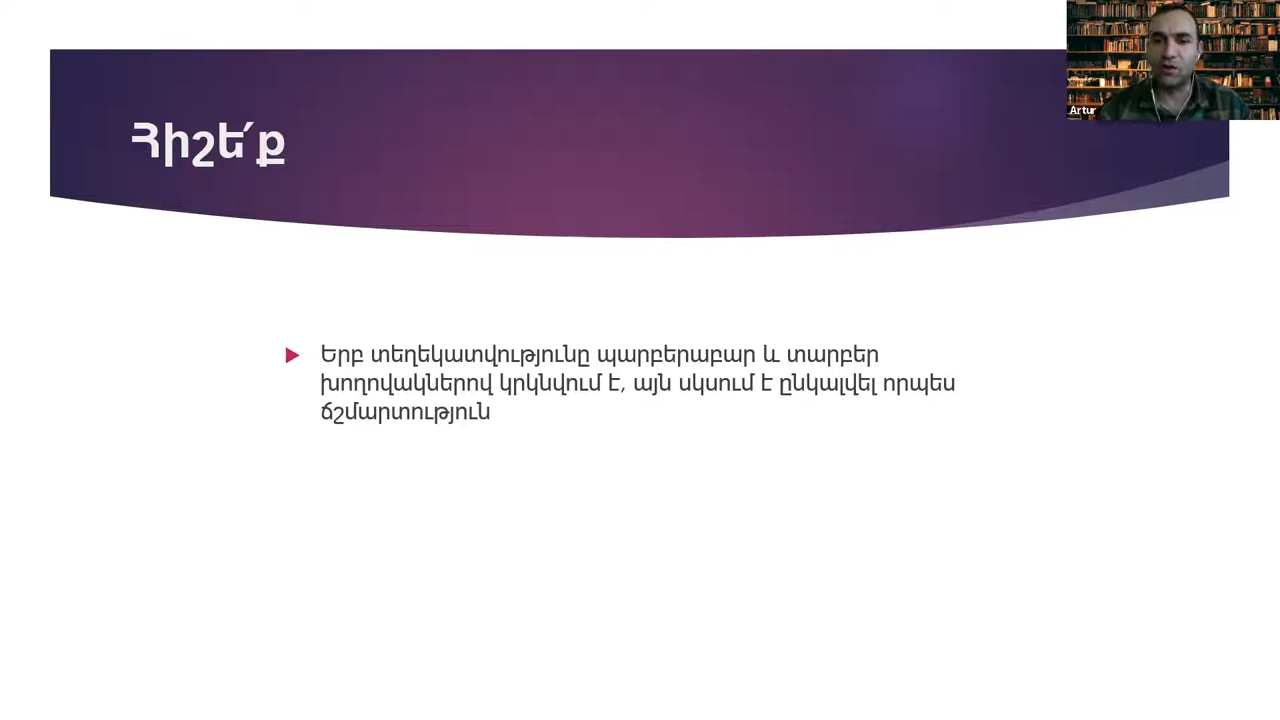 Հիշե՛ք
Artur
Երբ տեղեկատվությունը պարբերաբար և տարբեր
խողովակներով կրկնվում է, այն սկսում է ընկալվել որպես
ճշմարտություն